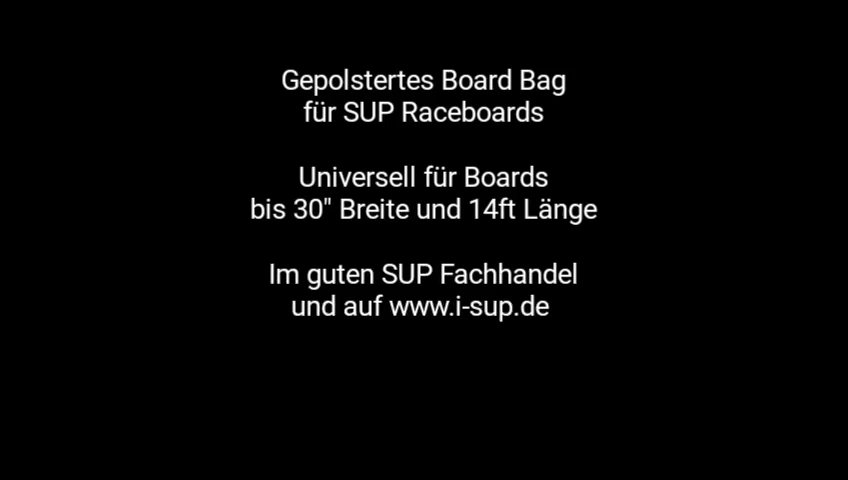 Gepolstertes Board Bag
für SUP Raceboards
Universell für Boards
bis 30" Breite und 14ft Länge
Im guten SUP Fachhandel
und auf www.i-sup.de